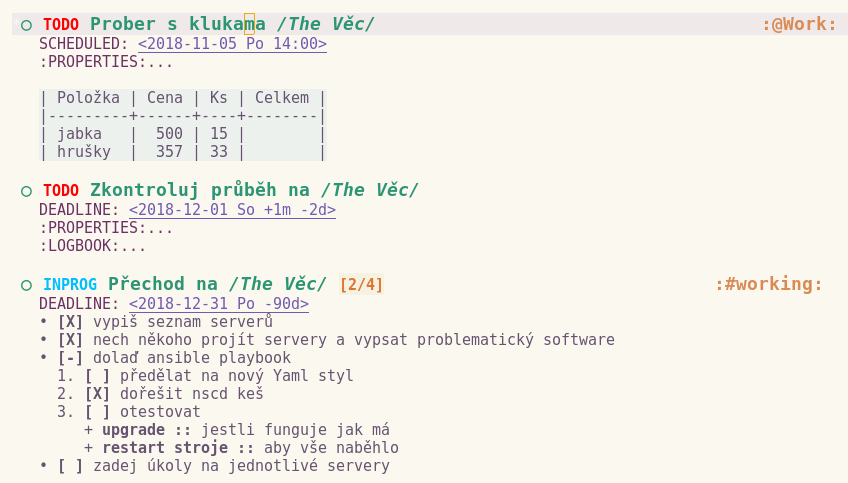 ○ TODO Prober s klukama /The Věc/ :@Work:
SCHEDULED: <2018-11-05 Po 14:00>
:PROPERTIES:...
| Položka | Cena | Ks | Celkem |
|---------+------+----+--------|
| jabka   |  500 | 15 |        |
| hrušky  |  357 | 33 |        |
○ TODO Zkontroluj průběh na /The Věc/
DEADLINE: <2018-12-01 So +1m -2d>
:PROPERTIES:...
:LOGBOOK:...
○ INPROG Přechod na /The Věc/ [2/4] :#working:
DEADLINE: <2018-12-31 Po -90d>
• [X] vypiš seznam serverů
• [X] nech někoho projít servery a vypsat problematický software
• [-] dolaď ansible playbook
1. [ ] předělat na nový Yaml styl
2. [X] dořešit nscd keš
3. [ ] otestovat
+ upgrade :: jestli funguje jak má
+ restart stroje :: aby vše naběhlo
• [ ] zadej úkoly na jednotlivé servery